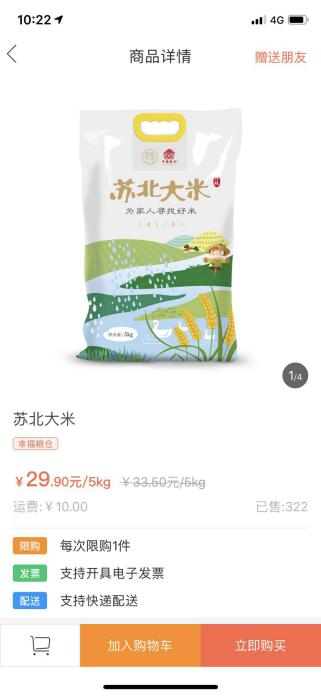 10:22
4G
商品详情
赠送朋友
苏北大米
为家人寻找好米
净含量:5kg
1/4
苏北大米
幸福粮仓
￥29.90元/5kg ￥33.50元/5kg
运费:￥10.00
已售:322
限购 每次限购1件
发票 支持开具电子发票
配送 支持快递配送
加入购物车
立即购买